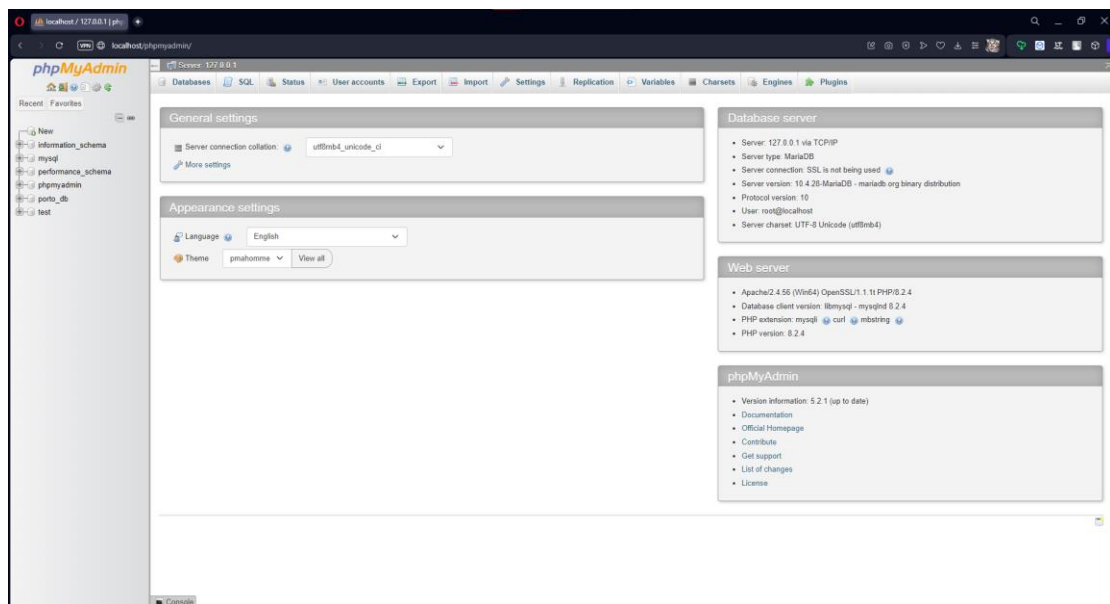 localhost / 127.0.0.1 | php
VPN
localhost/phpmyadmin/
phpMyAdmin
Recent Favorites
New
information_schema
mysql
performance_schema
phpmyadmin
porto_db
test
Server: 127.0.0.1
Databases SQL Status User accounts Export Import Settings Replication Variables Charsets Engines Plugins
General settings
Server connection collation: utf8mb4_unicode_ci
More settings
Appearance settings
Language English
Theme pmahomme View all
Database server
Server: 127.0.0.1 via TCP/IP
Server type: MariaDB
Server connection: SSL is not being used
Server version: 10.4.28-MariaDB - mariadb.org binary distribution
Protocol version: 10
User: root@localhost
Server charset: UTF-8 Unicode (utf8mb4)
Web server
Apache/2.4.56 (Win64) OpenSSL/1.1.1t PHP/8.2.4
Database client version: libmysql - mysqlnd 8.2.4
PHP extension: mysqli curl mbstring
PHP version: 8.2.4
phpMyAdmin
Version information: 5.2.1 (up to date)
Documentation
Official Homepage
Contribute
Get support
List of changes
License
Console